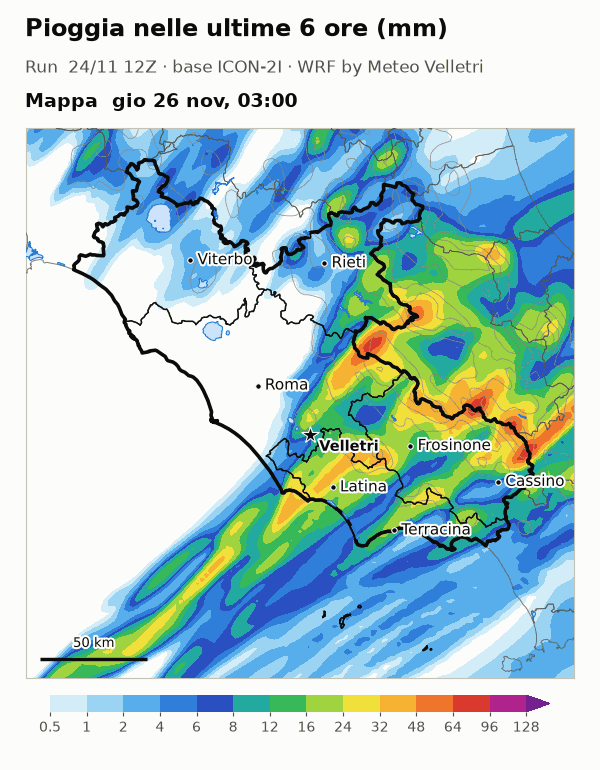 Pioggia nelle ultime 6 ore (mm)
Run 24/11 12Z · base ICON-2I · WRF by Meteo Velletri
Mappa gio 26 nov, 03:00
Viterbo
Rieti
Roma
Velletri
Frosinone
Cassino
Latina
Terracina
50 km
0.5 1 2 4 6 8 12 16 24 32 48 64 96 128